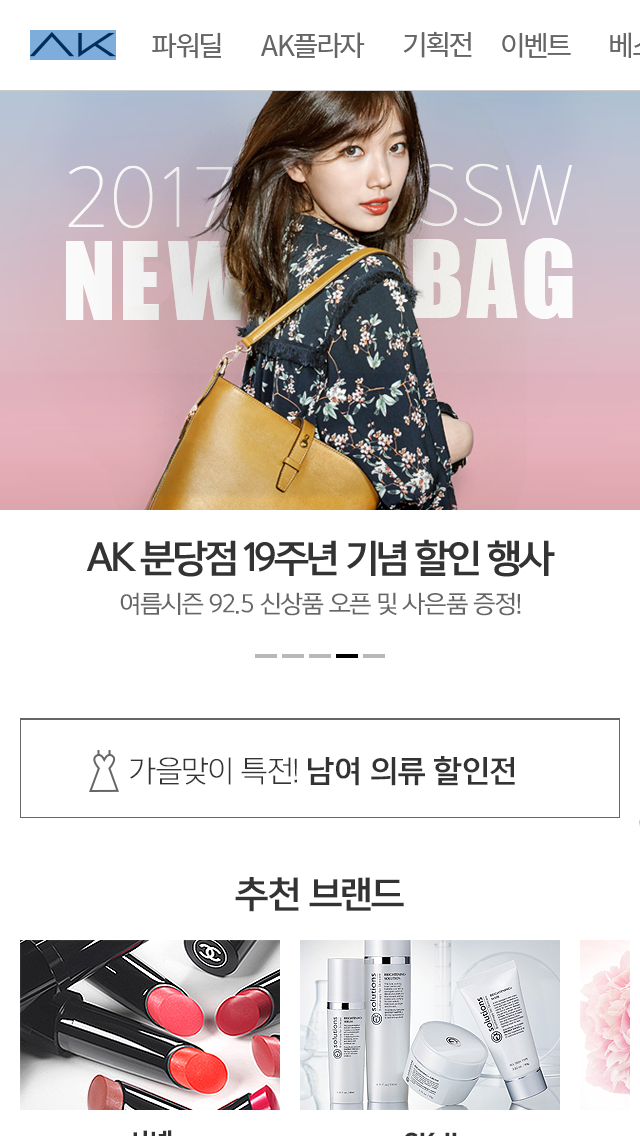 AK 파워딜 AK플라자 기획전 이벤트
2017 SSW
NEW BAG
AK 분당점 19주년 기념 할인 행사
여름시즌 92.5 신상품 오픈 및 사은품 증정!
가을맞이 특전! 남여 의류 할인전
추천 브랜드
solutions
solutions
solutions